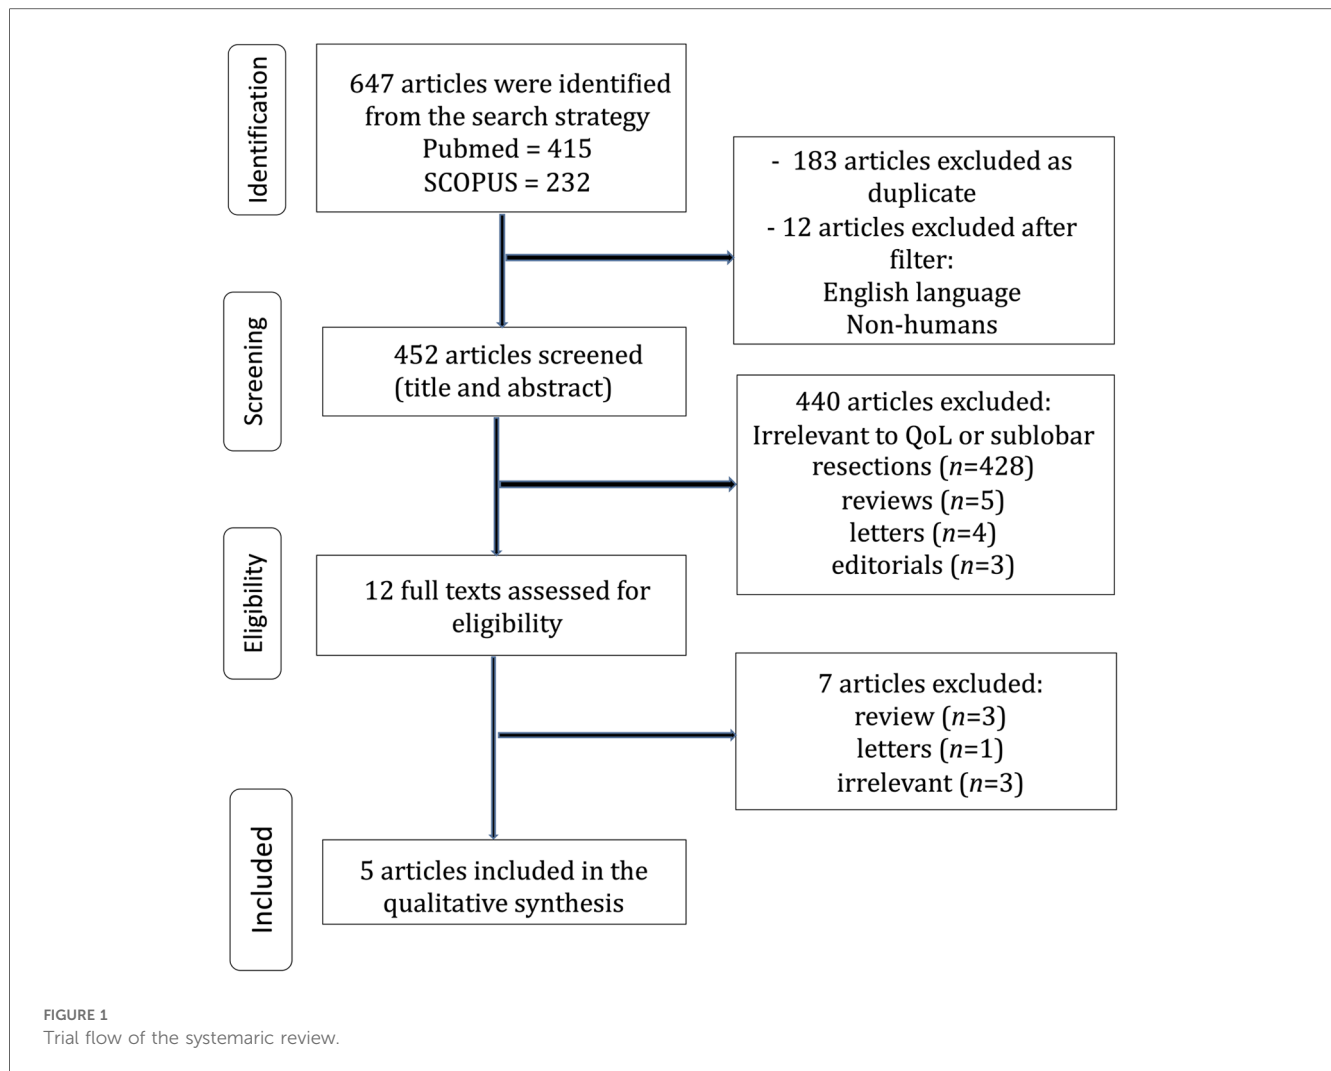 Identification
647 articles were identified
from the search strategy
Pubmed = 415
SCOPUS = 232
- 183 articles excluded as
duplicate
- 12 articles excluded after
filter:
English language
Non-humans
Screening
452 articles screened
(title and abstract)
440 articles excluded:
Irrelevant to QoL or sublobar
resections (n=428)
reviews (n=5)
letters (n=4)
editorials (n=3)
Eligibility
12 full texts assessed for
eligibility
7 articles excluded:
review (n=3)
letters (n=1)
irrelevant (n=3)
Included
5 articles included in the
qualitative synthesis
FIGURE 1
Trial flow of the systemaric review.